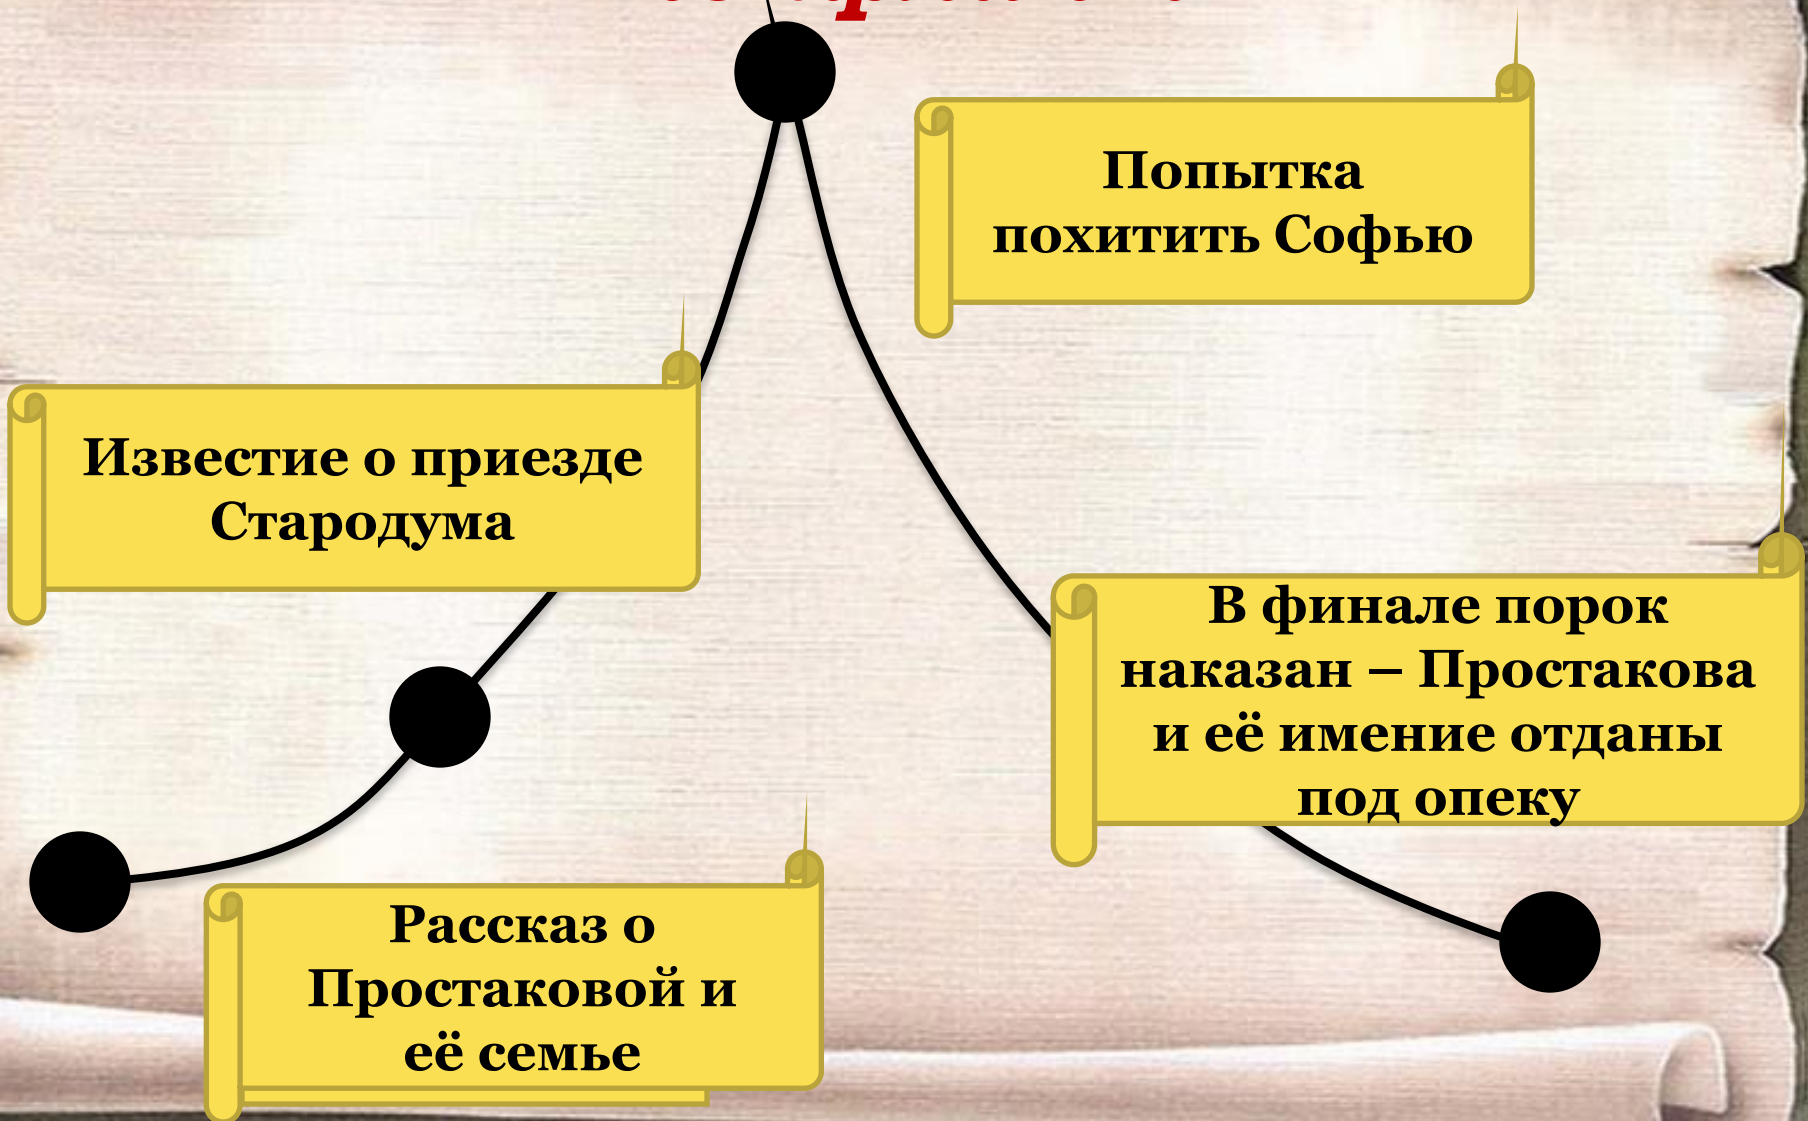 Попытка
похитить Софью
Известие о приезде
Стародума
В финале порок
наказан – Простакова
и её имение отданы
под опеку
Рассказ о
Простаковой и
её семье